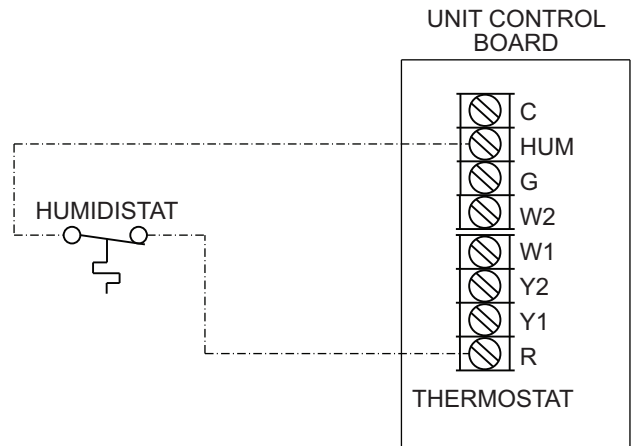 UNIT CONTROL
BOARD
C
HUM
G
HUMIDISTAT
W2
W1
Y2
Y1
R
THERMOSTAT